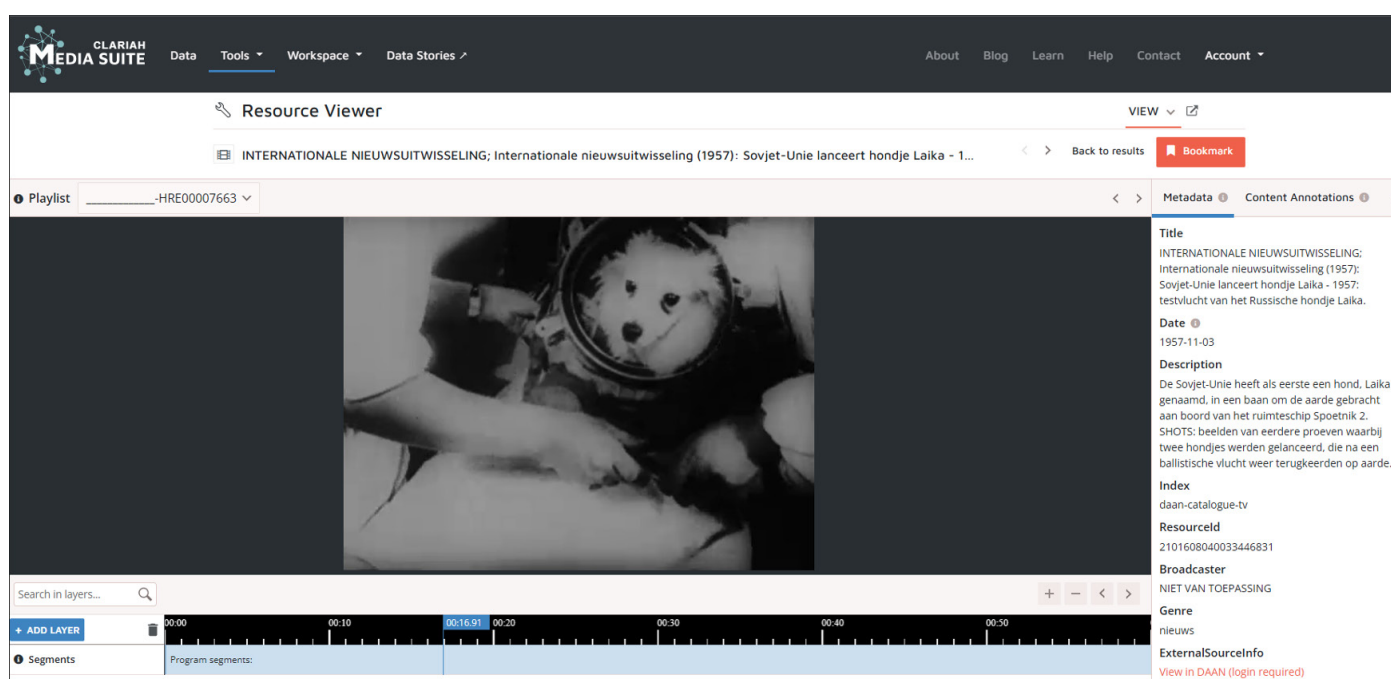 CLARIAH
MEDIA SUITE
Data
Tools
Workspace
Data Stories ↗
About
Blog
Learn
Help
Contact
Account
Resource Viewer
VIEW
INTERNATIONALE NIEUWSUITWISSELING; Internationale nieuwsuitwisseling (1957): Sovjet-Unie lanceert hondje Laika - 1...
< >
Back to results
Bookmark
Playlist
____________-HRE00007663
< >
Metadata
Content Annotations
Title
INTERNATIONALE NIEUWSUITWISSELING;
Internationale nieuwsuitwisseling (1957):
Sovjet-Unie lanceert hondje Laika - 1957:
testvlucht van het Russische hondje Laika.
Date
1957-11-03
Description
De Sovjet-Unie heeft als eerste een hond, Laika
genaamd, in een baan om de aarde gebracht
aan boord van het ruimteschip Spoetnik 2.
SHOTS: beelden van eerdere proeven waarbij
twee hondjes werden gelanceerd, die na een
ballistische vlucht weer terugkeerden op aarde.
Index
daan-catalogue-tv
ResourceId
2101608040033446831
Broadcaster
NIET VAN TOEPASSING
Genre
nieuws
ExternalSourceInfo
View in DAAN (login required)
Search in layers...
+ − < >
+ ADD LAYER
00:00
00:10
00:16.91
00:20
00:30
00:40
00:50
Segments
Program segments: